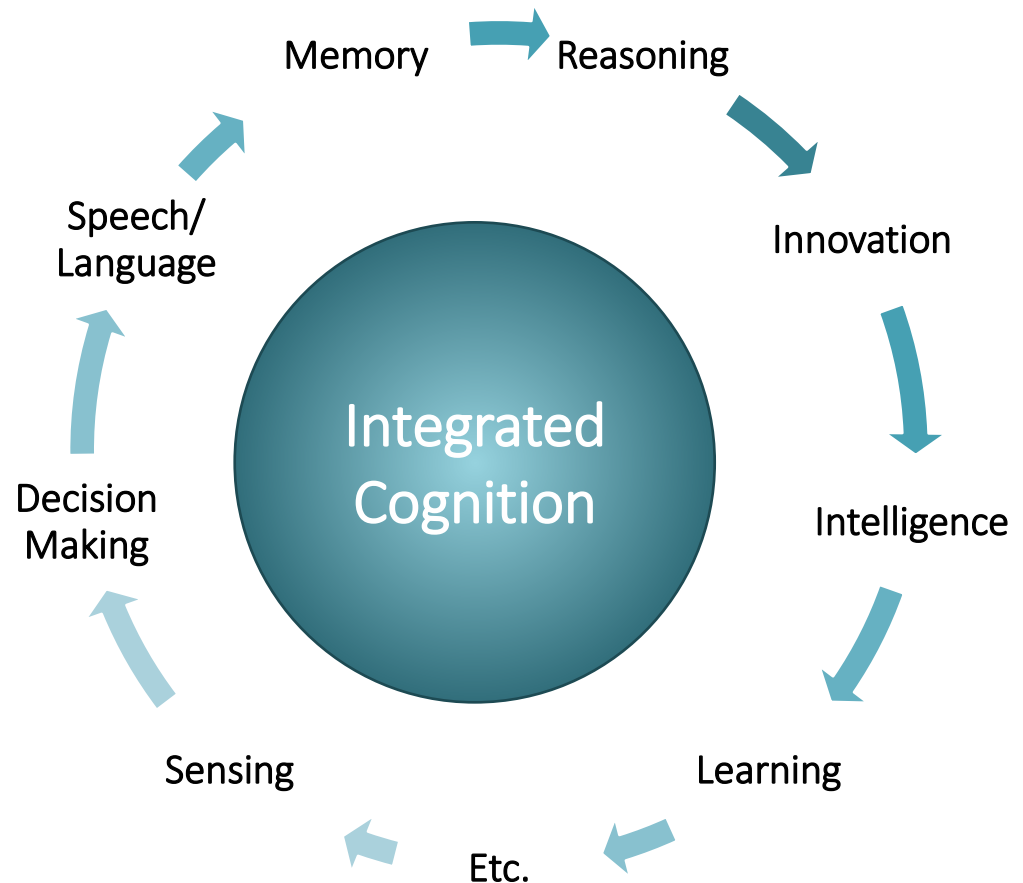 Memory
Reasoning
Innovation
Intelligence
Learning
Etc.
Sensing
Decision
Making
Speech/
Language
Integrated
Cognition